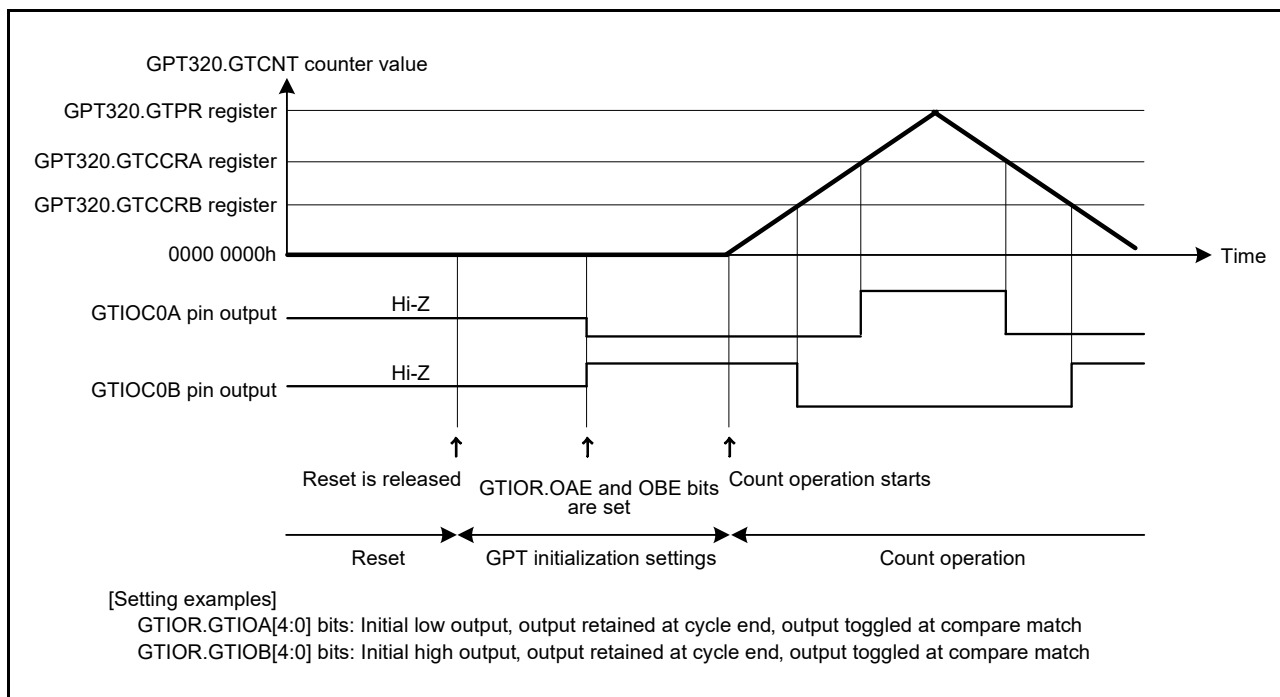 GPT320.GTCNT counter value
GPT320.GTPR register
GPT320.GTCCRA register
GPT320.GTCCRB register
0000 0000h
Time
GTIOC0A pin output
Hi-Z
GTIOC0B pin output
Hi-Z
Reset is released
GTIOR.OAE and OBE bits
are set
Count operation starts
Reset
GPT initialization settings
Count operation
[Setting examples]
GTIOR.GTIOA[4:0] bits: Initial low output, output retained at cycle end, output toggled at compare match
GTIOR.GTIOB[4:0] bits: Initial high output, output retained at cycle end, output toggled at compare match